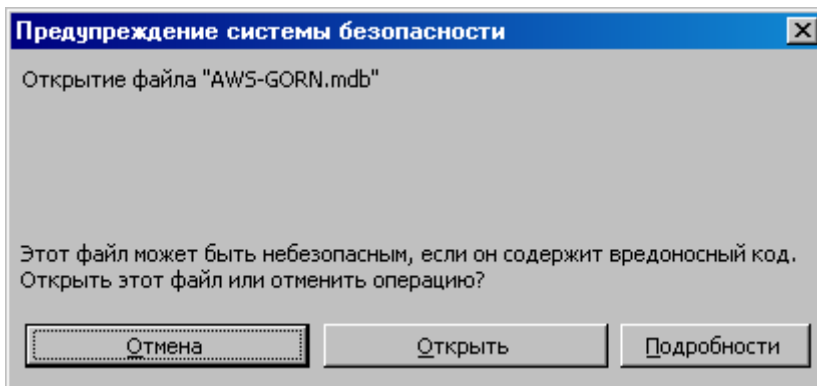 Предупреждение системы безопасности
Открытие файла "AWS-GORN.mdb"
Этот файл может быть небезопасным, если он содержит вредоносный код.
Открыть этот файл или отменить операцию?
Отмена
Открыть
Подробности